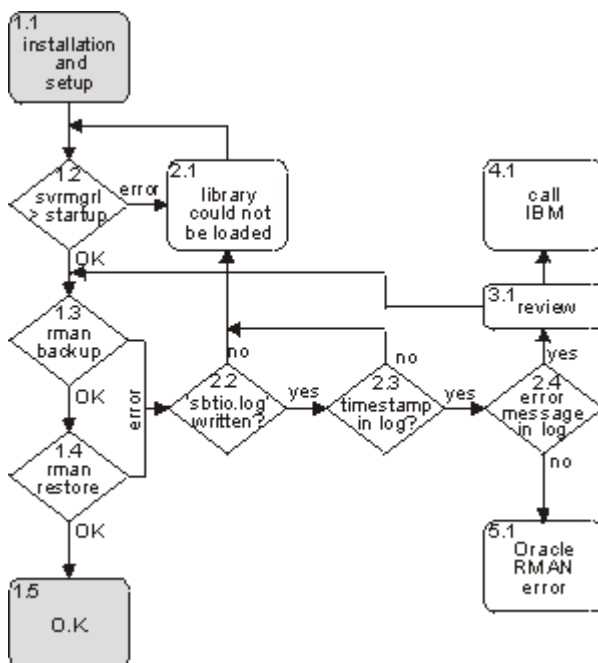 1.1
installation
and
setup
1.2
svrmgrl
> startup
error
2.1
library
could not
be loaded
4.1
call
IBM
OK
3.1
review
1.3
rman
backup
OK
error
no
2.2
'sbtio.log'
written?
yes
no
2.3
timestamp
in log?
yes
yes
2.4
error
message
in log
no
1.4
rman
restore
OK
5.1
Oracle
RMAN
error
1.5
O.K.